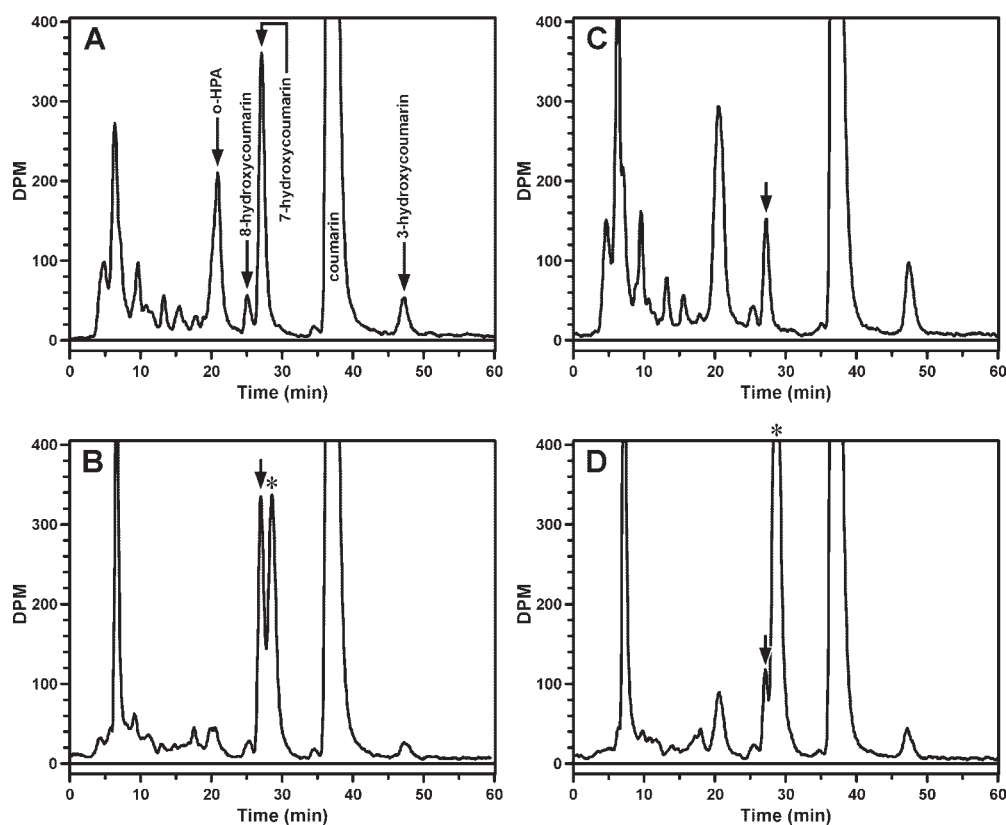 A
400
300
200
100
0
DPM
o-HPA
8-hydroxycoumarin
7-hydroxycoumarin
coumarin
3-hydroxycoumarin
0 10 20 30 40 50 60
Time (min)
C
400
300
200
100
0
DPM
0 10 20 30 40 50 60
Time (min)
B
400
300
200
100
0
DPM
*
0 10 20 30 40 50 60
Time (min)
D
400
300
200
100
0
DPM
*
0 10 20 30 40 50 60
Time (min)